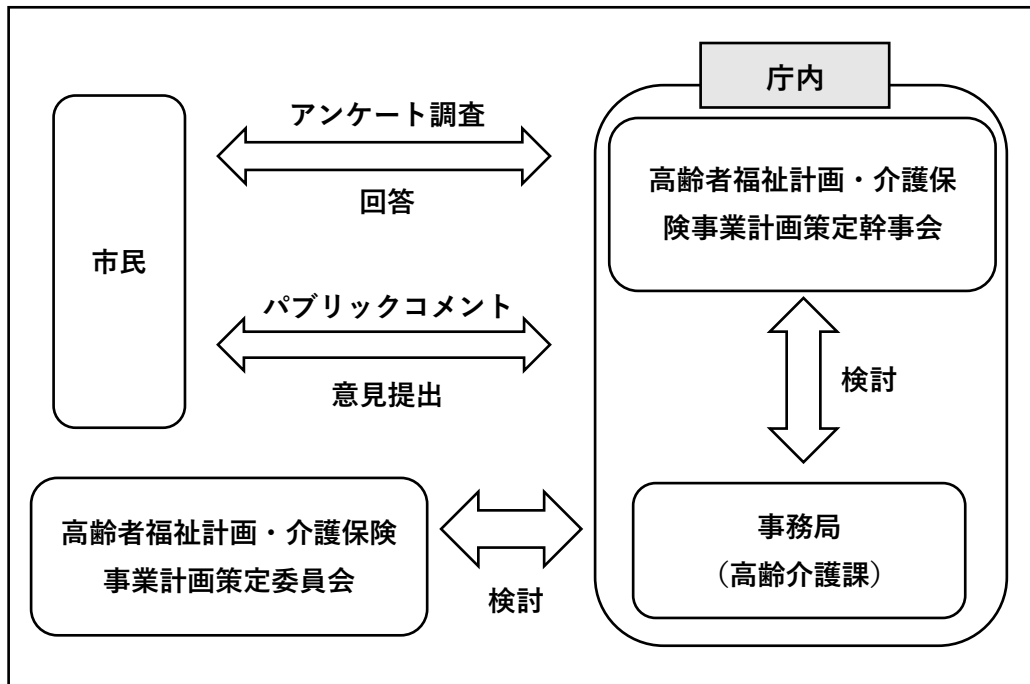 庁内
アンケート調査
高齢者福祉計画・介護保
険事業計画策定幹事会
回答
市民
パブリックコメント
意見提出
検討
高齢者福祉計画・介護保険
事業計画策定委員会
検討
事務局
（高齢介護課）